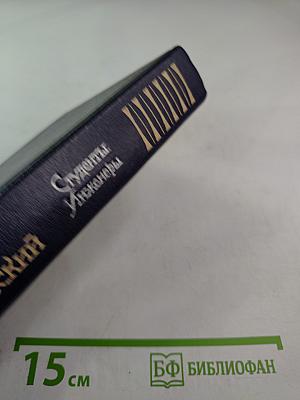 Студенты
Инженеры
ский
15 см
БФ БИБЛИОФАН